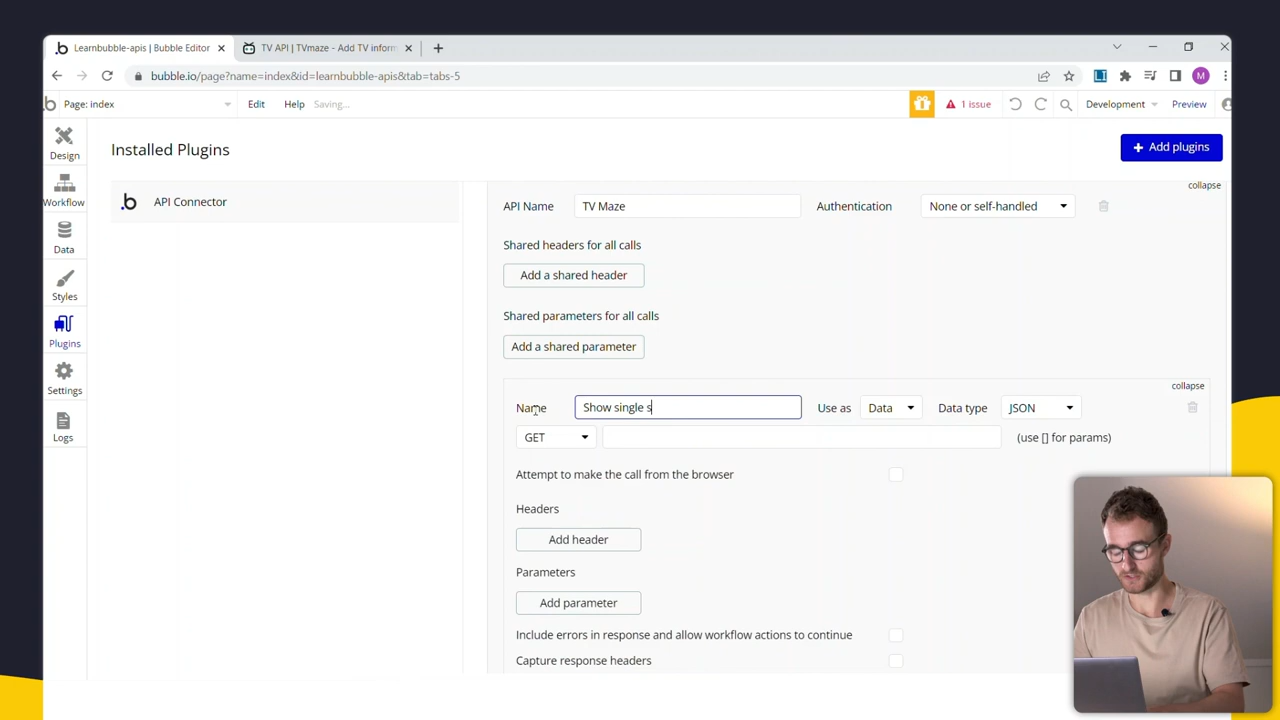 Learnbubble-apis | Bubble Editor
TV API | TVmaze - Add TV inform
bubble.io/page?name=index&id=learnbubble-apis&tab=tabs-5
M
Page: index
Edit
Help
Saving...
1 issue
Development
Preview
Design
Workflow
Data
Styles
Plugins
Settings
Logs
Installed Plugins
Add plugins
API Connector
collapse
API Name
TV Maze
Authentication
None or self-handled
Shared headers for all calls
Add a shared header
Shared parameters for all calls
Add a shared parameter
collapse
Name
Show single s
Use as
Data
Data type
JSON
GET
(use [] for params)
Attempt to make the call from the browser
Headers
Add header
Parameters
Add parameter
Include errors in response and allow workflow actions to continue
Capture response headers